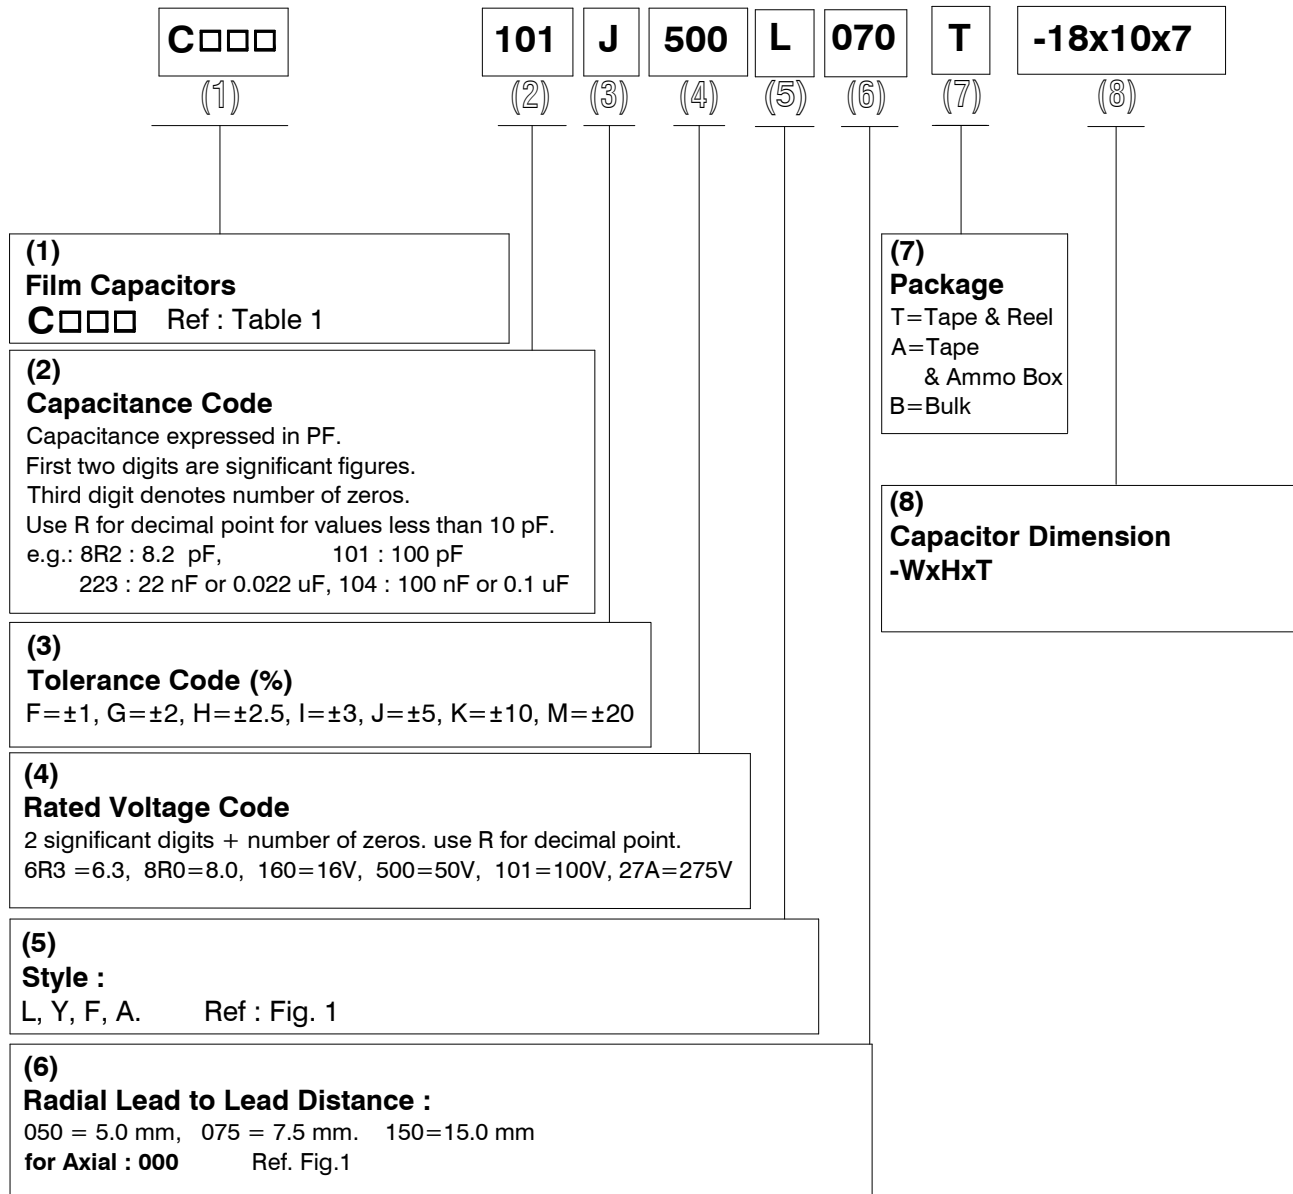 C□□□ 101 J 500 L 070 T -18x10x7
(1) (2) (3) (4) (5) (6) (7) (8)
(1)
Film Capacitors
C□□□ Ref : Table 1
(2)
Capacitance Code
Capacitance expressed in PF.
First two digits are significant figures.
Third digit denotes number of zeros.
Use R for decimal point for values less than 10 pF.
e.g.: 8R2 : 8.2 pF, 101 : 100 pF
223 : 22 nF or 0.022 uF, 104 : 100 nF or 0.1 uF
(3)
Tolerance Code (%)
F=±1, G=±2, H=±2.5, I=±3, J=±5, K=±10, M=±20
(4)
Rated Voltage Code
2 significant digits + number of zeros. use R for decimal point.
6R3 =6.3, 8R0=8.0, 160=16V, 500=50V, 101=100V, 27A=275V
(5)
Style :
L, Y, F, A. Ref : Fig. 1
(6)
Radial Lead to Lead Distance :
050 = 5.0 mm, 075 = 7.5 mm. 150=15.0 mm
for Axial : 000 Ref. Fig.1
(7)
Package
T=Tape & Reel
A=Tape
& Ammo Box
B=Bulk
(8)
Capacitor Dimension
-WxHxT